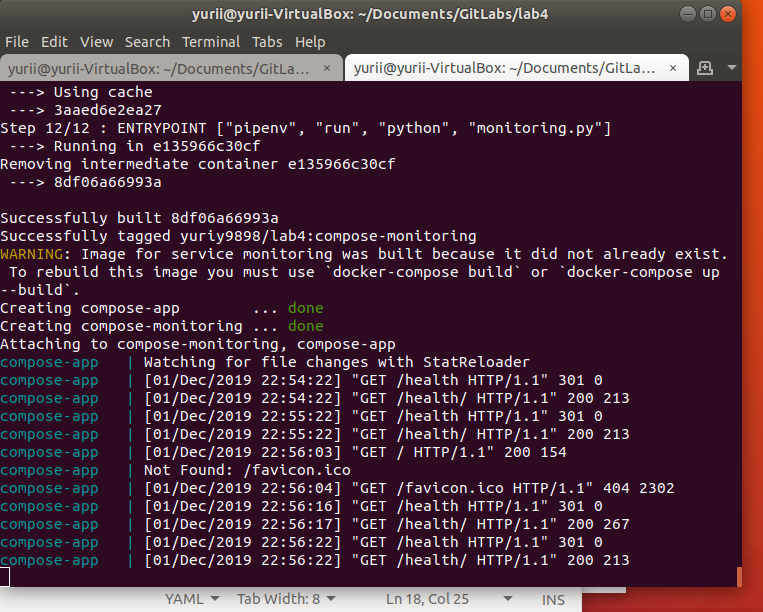 yurii@yurii-VirtualBox: ~/Documents/GitLabs/lab4
File Edit View Search Terminal Tabs Help
yurii@yurii-VirtualBox: ~/Documents/GitLa… × yurii@yurii-VirtualBox: ~/Documents/GitLa… ×
 ---> Using cache
 ---> 3aaed6e2ea27
Step 12/12 : ENTRYPOINT ["pipenv", "run", "python", "monitoring.py"]
 ---> Running in e135966c30cf
Removing intermediate container e135966c30cf
 ---> 8df06a66993a
Successfully built 8df06a66993a
Successfully tagged yuriy9898/lab4:compose-monitoring
WARNING: Image for service monitoring was built because it did not already exist.
 To rebuild this image you must use `docker-compose build` or `docker-compose up
--build`.
Creating compose-app        ... done
Creating compose-monitoring ... done
Attaching to compose-monitoring, compose-app
compose-app   | Watching for file changes with StatReloader
compose-app   | [01/Dec/2019 22:54:22] "GET /health HTTP/1.1" 301 0
compose-app   | [01/Dec/2019 22:54:22] "GET /health/ HTTP/1.1" 200 213
compose-app   | [01/Dec/2019 22:55:22] "GET /health HTTP/1.1" 301 0
compose-app   | [01/Dec/2019 22:55:22] "GET /health/ HTTP/1.1" 200 213
compose-app   | [01/Dec/2019 22:56:03] "GET / HTTP/1.1" 200 154
compose-app   | Not Found: /favicon.ico
compose-app   | [01/Dec/2019 22:56:04] "GET /favicon.ico HTTP/1.1" 404 2302
compose-app   | [01/Dec/2019 22:56:16] "GET /health HTTP/1.1" 301 0
compose-app   | [01/Dec/2019 22:56:17] "GET /health/ HTTP/1.1" 200 267
compose-app   | [01/Dec/2019 22:56:22] "GET /health HTTP/1.1" 301 0
compose-app   | [01/Dec/2019 22:56:22] "GET /health/ HTTP/1.1" 200 213
YAML Tab Width: 8 Ln 18, Col 25 INS